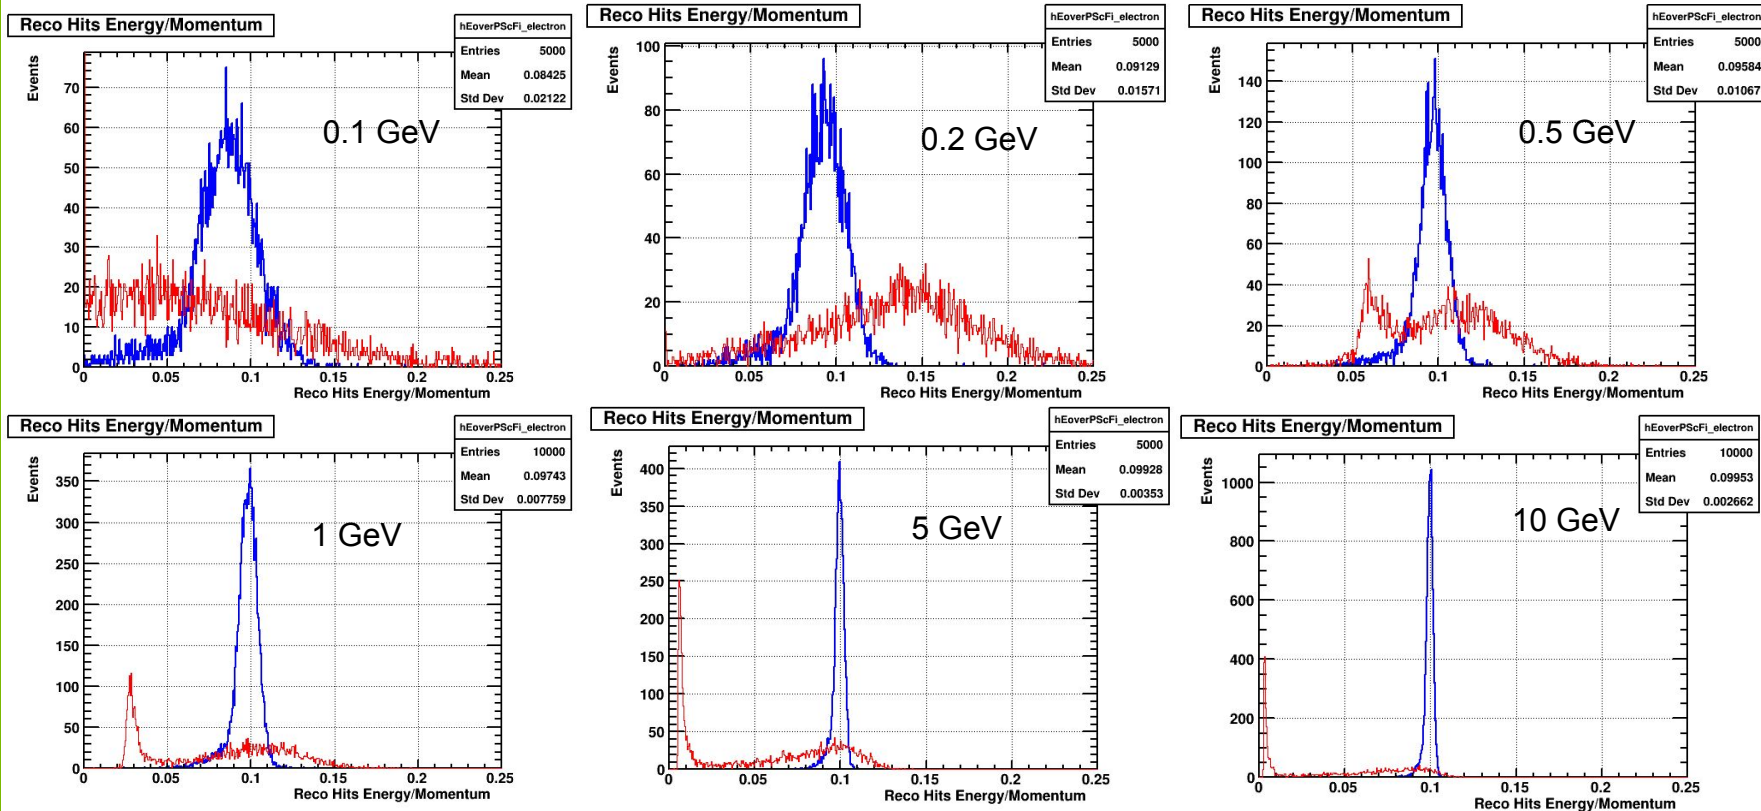 Reco Hits Energy/Momentum
hEoverPScFi_electron
Entries 5000
Mean 0.08425
Std Dev 0.02122
Events
70
60
50
40
30
20
10
0
0.1 GeV
0 0.05 0.1 0.15 0.2 0.25
Reco Hits Energy/Momentum
Reco Hits Energy/Momentum
hEoverPScFi_electron
Entries 5000
Mean 0.09129
Std Dev 0.01571
Events
100
80
60
40
20
0
0.2 GeV
0 0.05 0.1 0.15 0.2 0.25
Reco Hits Energy/Momentum
Reco Hits Energy/Momentum
hEoverPScFi_electron
Entries 5000
Mean 0.09584
Std Dev 0.01067
Events
140
120
100
80
60
40
20
0
0.5 GeV
0 0.05 0.1 0.15 0.2 0.25
Reco Hits Energy/Momentum
Reco Hits Energy/Momentum
hEoverPScFi_electron
Entries 10000
Mean 0.09743
Std Dev 0.007759
Events
350
300
250
200
150
100
50
0
1 GeV
0 0.05 0.1 0.15 0.2 0.25
Reco Hits Energy/Momentum
Reco Hits Energy/Momentum
hEoverPScFi_electron
Entries 5000
Mean 0.09928
Std Dev 0.00353
Events
400
350
300
250
200
150
100
50
0
5 GeV
0 0.05 0.1 0.15 0.2 0.25
Reco Hits Energy/Momentum
Reco Hits Energy/Momentum
hEoverPScFi_electron
Entries 10000
Mean 0.09953
Std Dev 0.002662
Events
1000
800
600
400
200
0
10 GeV
0 0.05 0.1 0.15 0.2 0.25
Reco Hits Energy/Momentum